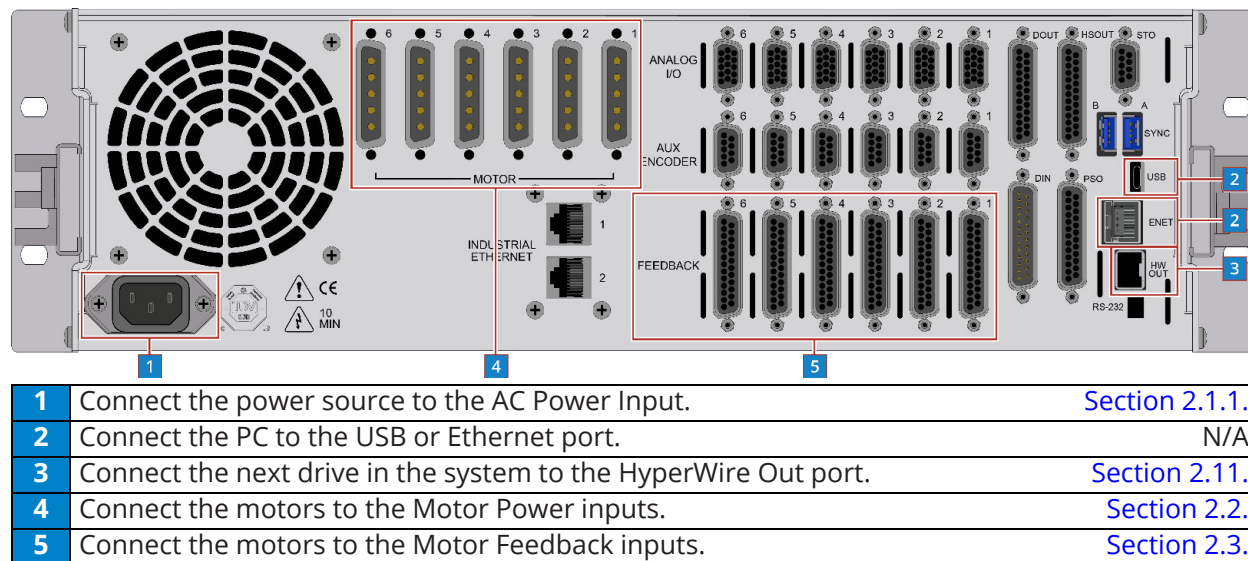 6 5 4 3 2 1
MOTOR
ANALOG
I/O
6 5 4 3 2 1
AUX
ENCODER
6 5 4 3 2 1
FEEDBACK
6 5 4 3 2 1
DOUT HSOUT STO
B A
SYNC
DIN PSO
USB
ENET
HW
OUT
RS-232
INDUSTRIAL
ETHERNET
1
2
CE
10
MIN
2
2
3
1
4
5
1 Connect the power source to the AC Power Input. Section 2.1.1.
2 Connect the PC to the USB or Ethernet port. N/A
3 Connect the next drive in the system to the HyperWire Out port. Section 2.11.
4 Connect the motors to the Motor Power inputs. Section 2.2.
5 Connect the motors to the Motor Feedback inputs. Section 2.3.